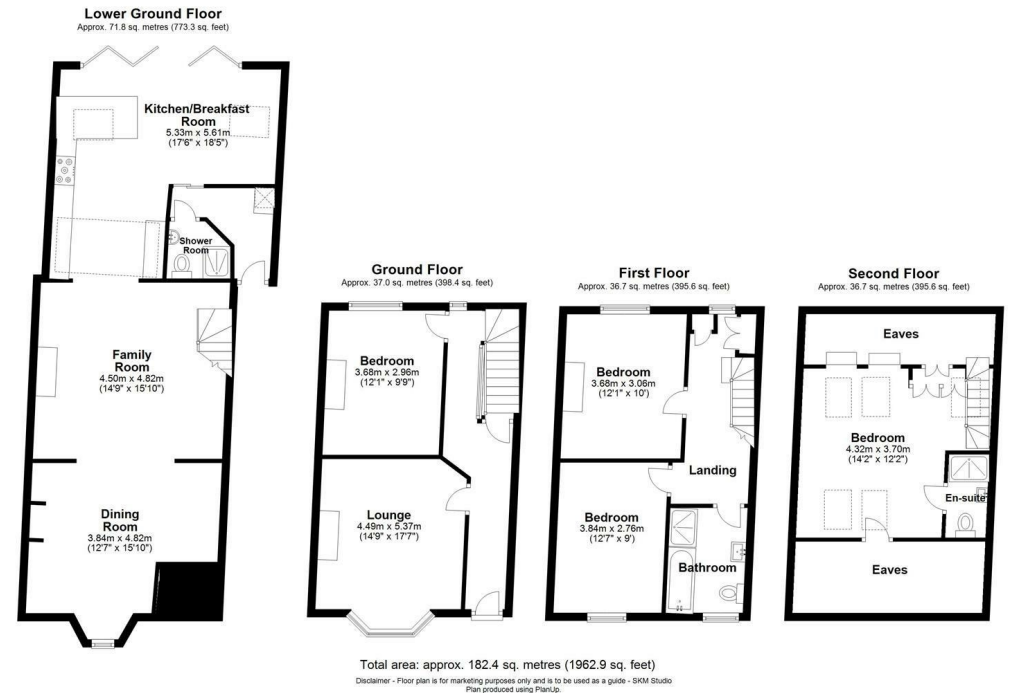 Lower Ground Floor
Approx. 71.8 sq. metres (773.3 sq. feet)
Kitchen/Breakfast
Room
5.33m x 5.61m
(17'6" x 18'5")
Shower
Room
Family
Room
4.50m x 4.82m
(14'9" x 15'10")
Dining
Room
3.84m x 4.82m
(12'7" x 15'10")
Ground Floor
Approx. 37.0 sq. metres (398.4 sq. feet)
Bedroom
3.68m x 2.96m
(12'1" x 9'9")
Lounge
4.49m x 5.37m
(14'9" x 17'7")
First Floor
Approx. 36.7 sq. metres (395.6 sq. feet)
Bedroom
3.68m x 3.06m
(12'1" x 10')
Landing
Bedroom
3.84m x 2.76m
(12'7" x 9')
Bathroom
Second Floor
Approx. 36.7 sq. metres (395.6 sq. feet)
Eaves
Bedroom
4.32m x 3.70m
(14'2" x 12'2")
En-suite
Eaves
Total area: approx. 182.4 sq. metres (1962.9 sq. feet)
Disclaimer - Floor plan is for marketing purposes only and is to be used as a guide - SKM Studio
Plan produced using PlanUp.